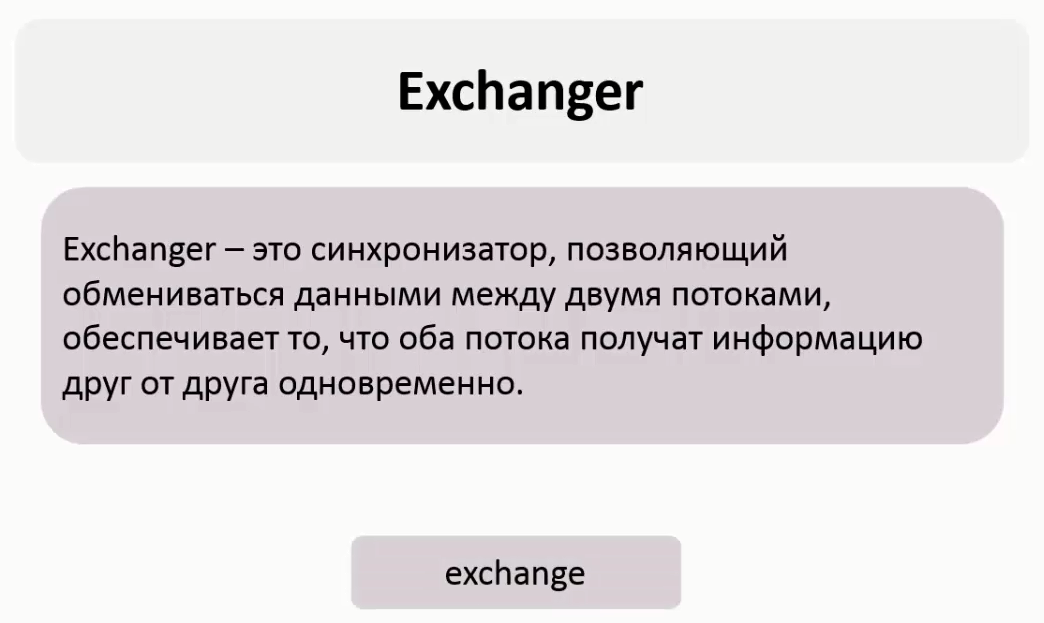 Exchanger
Exchanger – это синхронизатор, позволяющий
обмениваться данными между двумя потоками,
обеспечивает то, что оба потока получат информацию
друг от друга одновременно.
exchange